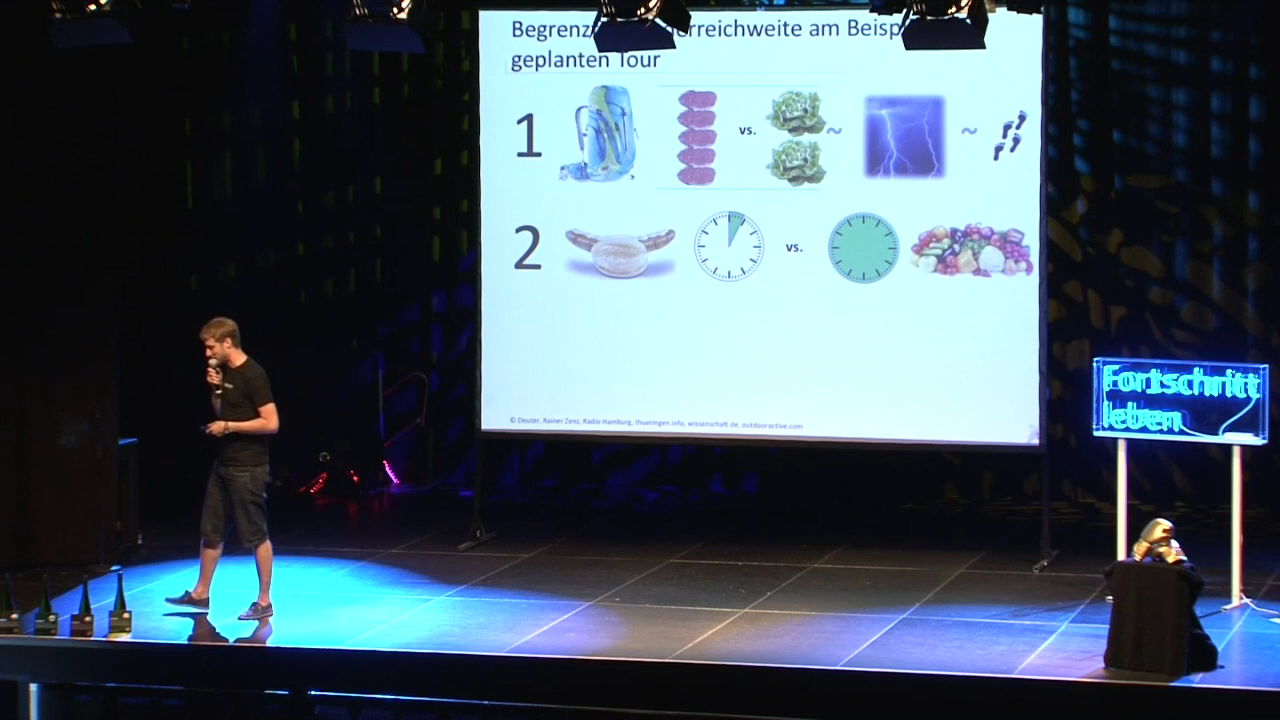 Begrenz erreichweite am Beisp
geplanten Tour
1 vs. ~ ~
2 vs.
© Deuter, Rainer Zenz, Radio Hamburg, thueringen.info, wissenschaft.de, outdooractive.com
Fortschritt
leben